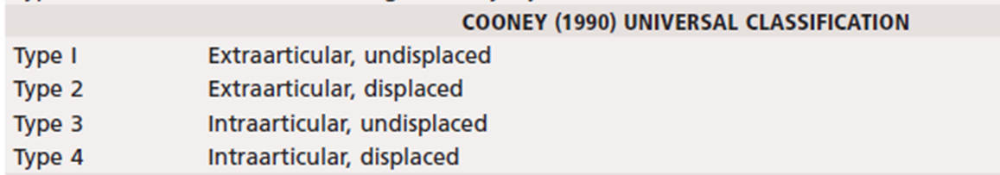 COONEY (1990) UNIVERSAL CLASSIFICATION
Type I Extraarticular, undisplaced
Type 2 Extraarticular, displaced
Type 3 Intraarticular, undisplaced
Type 4 Intraarticular, displaced